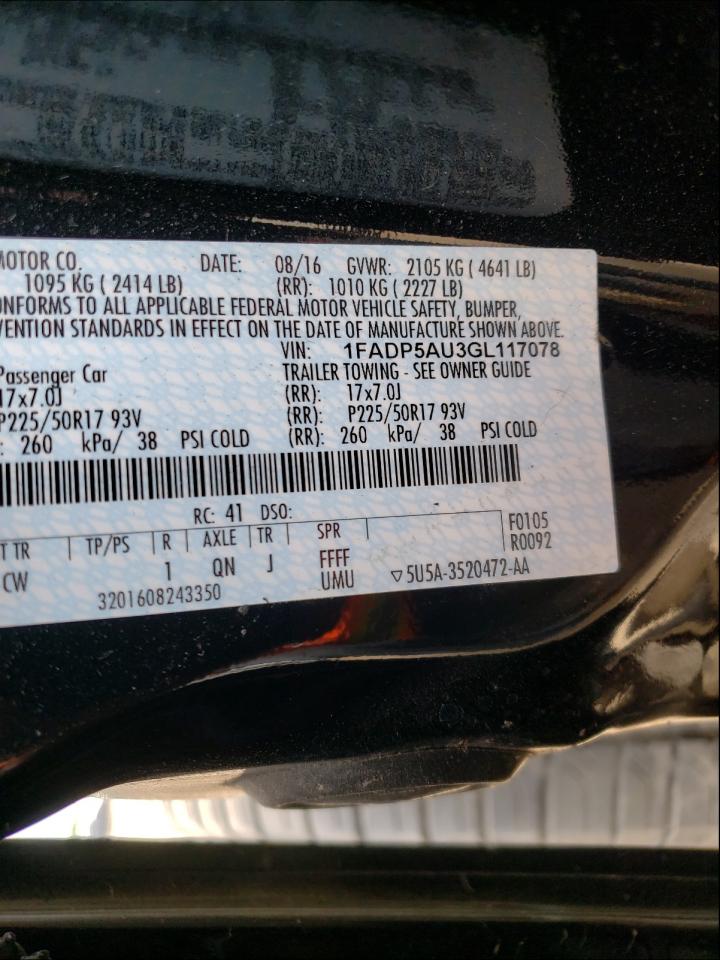 MOTOR CO. DATE: 08/16 GVWR: 2105 KG ( 4641 LB)
1095 KG ( 2414 LB) (RR): 1010 KG ( 2227 LB)
CONFORMS TO ALL APPLICABLE FEDERAL MOTOR VEHICLE SAFETY, BUMPER,
VENTION STANDARDS IN EFFECT ON THE DATE OF MANUFACTURE SHOWN ABOVE.
VIN: 1FADP5AU3GL117078
Passenger Car TRAILER TOWING - SEE OWNER GUIDE
17x7.0J (RR): 17x7.0J
P225/50R17 93V (RR): P225/50R17 93V
: 260 kPa/ 38 PSI COLD (RR): 260 kPa/ 38 PSI COLD
RC: 41 DSO: -
T TR TP/PS R AXLE TR SPR F0105
R0092
CW 1 QN J FFFF
UMU ▽5U5A-3520472-AA
3201608243350